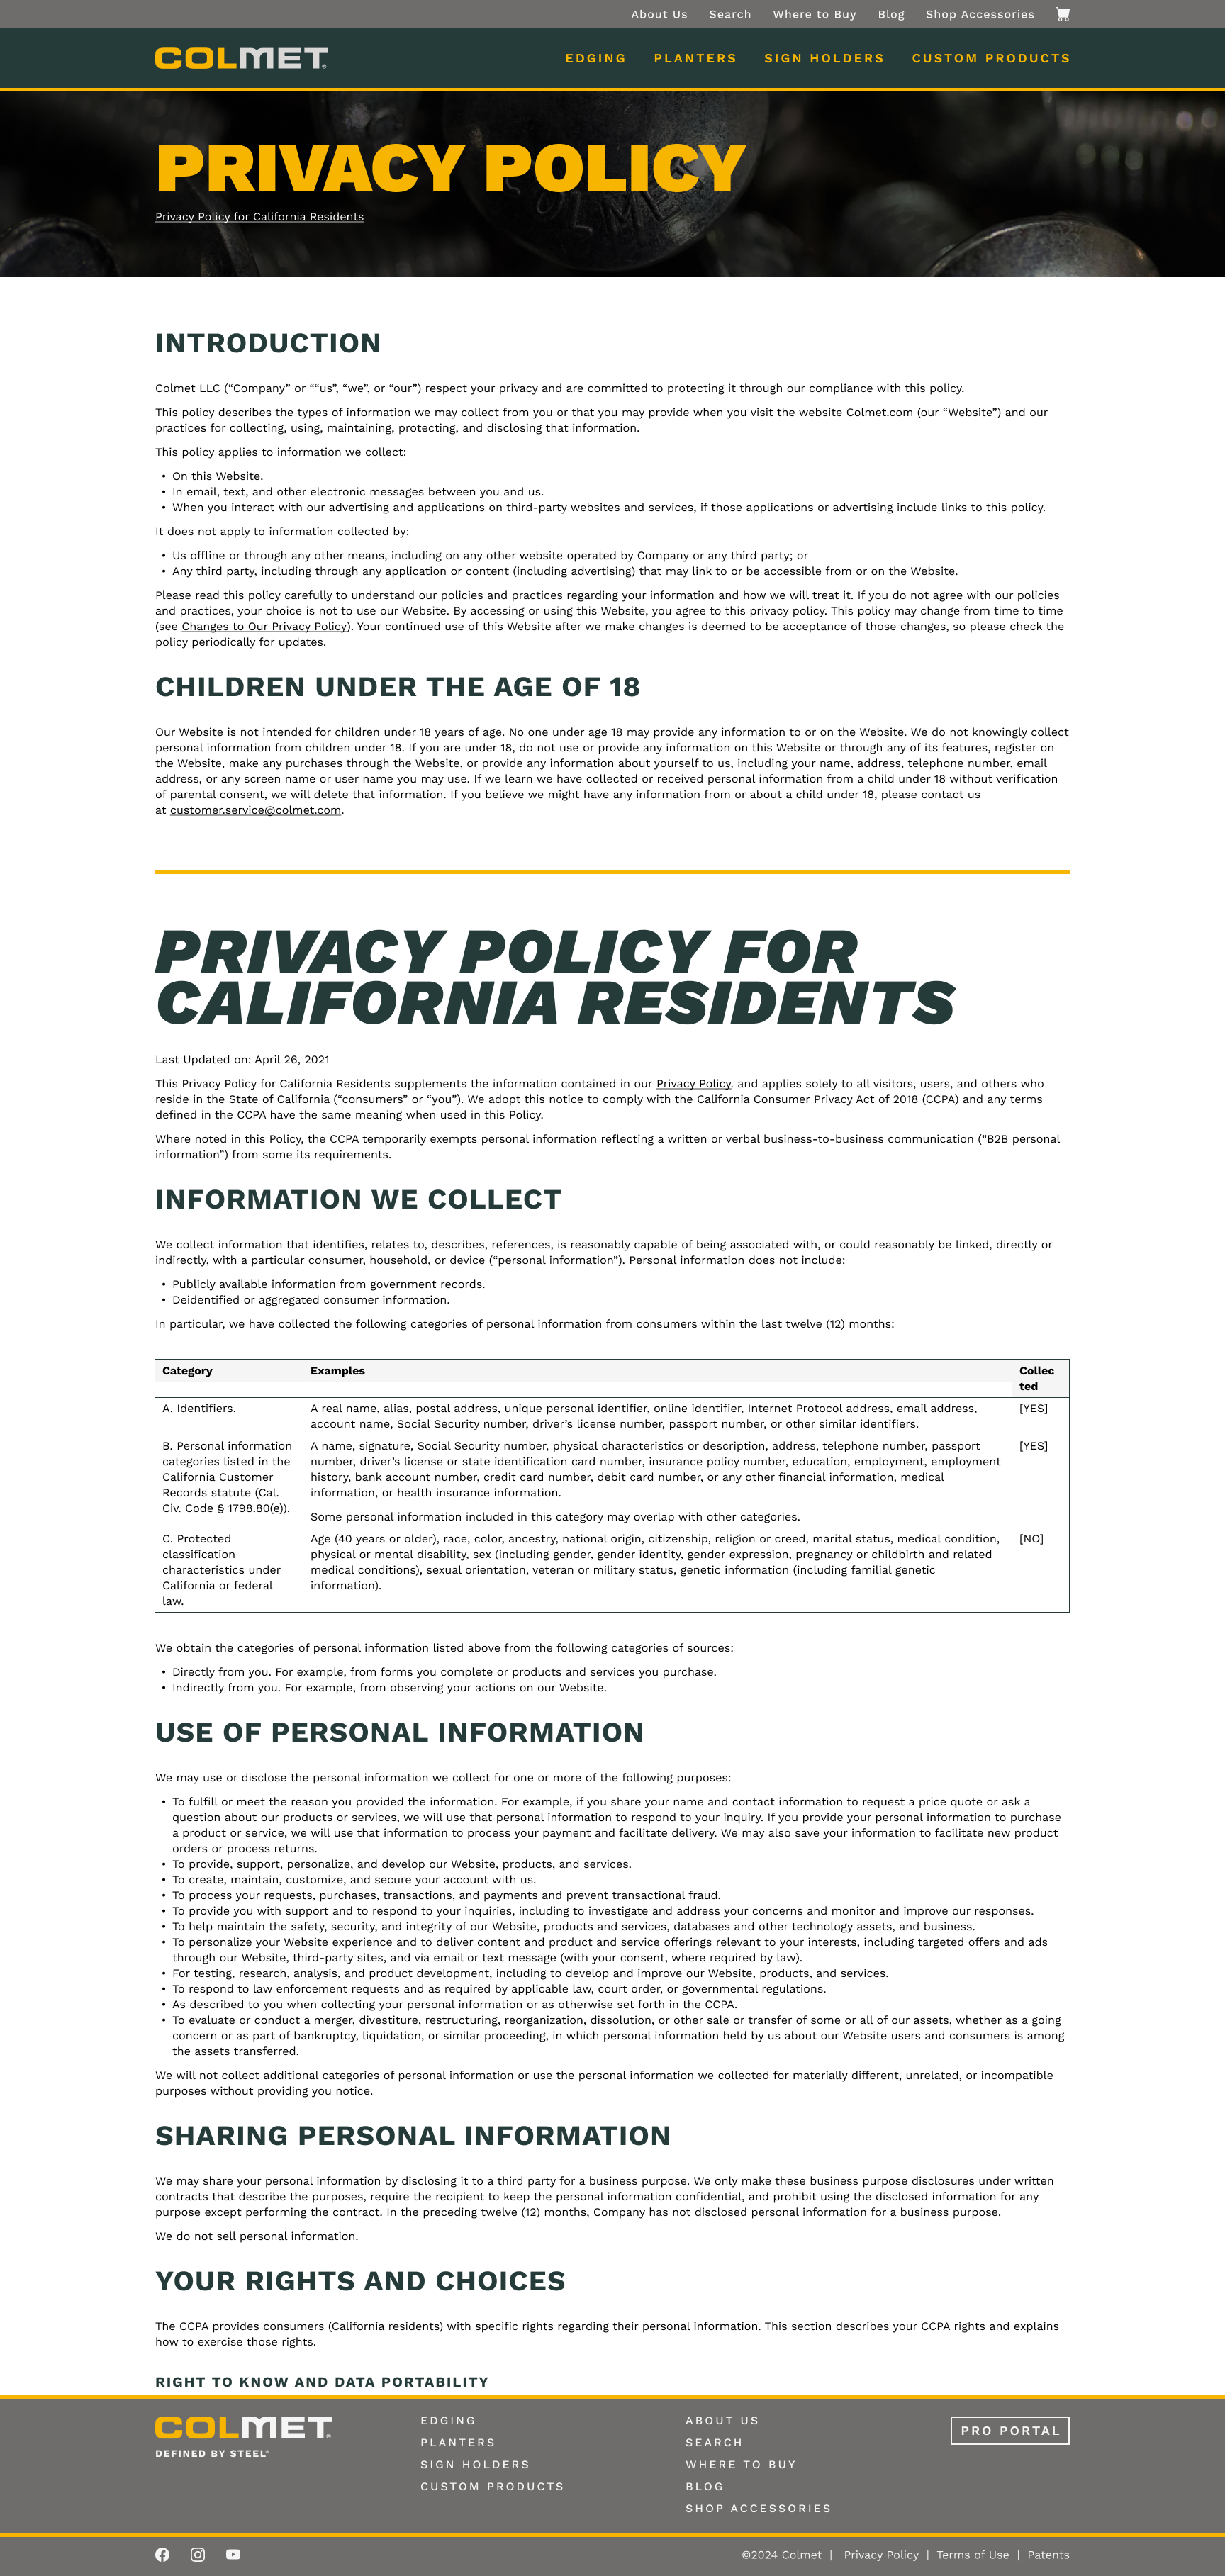 About Us Search Where to Buy Blog Shop Accessories
COLMET
EDGING PLANTERS SIGN HOLDERS CUSTOM PRODUCTS
PRIVACY POLICY
Privacy Policy for California Residents
INTRODUCTION
Colmet LLC (“Company” or ““us”, “we”, or “our”) respect your privacy and are committed to protecting it through our compliance with this policy.
This policy describes the types of information we may collect from you or that you may provide when you visit the website Colmet.com (our “Website”) and our
practices for collecting, using, maintaining, protecting, and disclosing that information.
This policy applies to information we collect:
• On this Website.
• In email, text, and other electronic messages between you and us.
• When you interact with our advertising and applications on third-party websites and services, if those applications or advertising include links to this policy.
It does not apply to information collected by:
• Us offline or through any other means, including on any other website operated by Company or any third party; or
• Any third party, including through any application or content (including advertising) that may link to or be accessible from or on the Website.
Please read this policy carefully to understand our policies and practices regarding your information and how we will treat it. If you do not agree with our policies
and practices, your choice is not to use our Website. By accessing or using this Website, you agree to this privacy policy. This policy may change from time to time
(see Changes to Our Privacy Policy). Your continued use of this Website after we make changes is deemed to be acceptance of those changes, so please check the
policy periodically for updates.
CHILDREN UNDER THE AGE OF 18
Our Website is not intended for children under 18 years of age. No one under age 18 may provide any information to or on the Website. We do not knowingly collect
personal information from children under 18. If you are under 18, do not use or provide any information on this Website or through any of its features, register on
the Website, make any purchases through the Website, or provide any information about yourself to us, including your name, address, telephone number, email
address, or any screen name or user name you may use. If we learn we have collected or received personal information from a child under 18 without verification
of parental consent, we will delete that information. If you believe we might have any information from or about a child under 18, please contact us
at customer.service@colmet.com.
PRIVACY POLICY FOR
CALIFORNIA RESIDENTS
Last Updated on: April 26, 2021
This Privacy Policy for California Residents supplements the information contained in our Privacy Policy. and applies solely to all visitors, users, and others who
reside in the State of California (“consumers” or “you”). We adopt this notice to comply with the California Consumer Privacy Act of 2018 (CCPA) and any terms
defined in the CCPA have the same meaning when used in this Policy.
Where noted in this Policy, the CCPA temporarily exempts personal information reflecting a written or verbal business-to-business communication (“B2B personal
information”) from some its requirements.
INFORMATION WE COLLECT
We collect information that identifies, relates to, describes, references, is reasonably capable of being associated with, or could reasonably be linked, directly or
indirectly, with a particular consumer, household, or device (“personal information”). Personal information does not include:
• Publicly available information from government records.
• Deidentified or aggregated consumer information.
In particular, we have collected the following categories of personal information from consumers within the last twelve (12) months:
Category Examples Collec
ted
A. Identifiers. A real name, alias, postal address, unique personal identifier, online identifier, Internet Protocol address, email address, [YES]
account name, Social Security number, driver’s license number, passport number, or other similar identifiers.
B. Personal information A name, signature, Social Security number, physical characteristics or description, address, telephone number, passport [YES]
categories listed in the number, driver’s license or state identification card number, insurance policy number, education, employment, employment
California Customer history, bank account number, credit card number, debit card number, or any other financial information, medical
Records statute (Cal. information, or health insurance information.
Civ. Code § 1798.80(e)).
Some personal information included in this category may overlap with other categories.
C. Protected Age (40 years or older), race, color, ancestry, national origin, citizenship, religion or creed, marital status, medical condition, [NO]
classification physical or mental disability, sex (including gender, gender identity, gender expression, pregnancy or childbirth and related
characteristics under medical conditions), sexual orientation, veteran or military status, genetic information (including familial genetic
California or federal information).
law.
We obtain the categories of personal information listed above from the following categories of sources:
• Directly from you. For example, from forms you complete or products and services you purchase.
• Indirectly from you. For example, from observing your actions on our Website.
USE OF PERSONAL INFORMATION
We may use or disclose the personal information we collect for one or more of the following purposes:
• To fulfill or meet the reason you provided the information. For example, if you share your name and contact information to request a price quote or ask a
question about our products or services, we will use that personal information to respond to your inquiry. If you provide your personal information to purchase
a product or service, we will use that information to process your payment and facilitate delivery. We may also save your information to facilitate new product
orders or process returns.
• To provide, support, personalize, and develop our Website, products, and services.
• To create, maintain, customize, and secure your account with us.
• To process your requests, purchases, transactions, and payments and prevent transactional fraud.
• To provide you with support and to respond to your inquiries, including to investigate and address your concerns and monitor and improve our responses.
• To help maintain the safety, security, and integrity of our Website, products and services, databases and other technology assets, and business.
• To personalize your Website experience and to deliver content and product and service offerings relevant to your interests, including targeted offers and ads
through our Website, third-party sites, and via email or text message (with your consent, where required by law).
• For testing, research, analysis, and product development, including to develop and improve our Website, products, and services.
• To respond to law enforcement requests and as required by applicable law, court order, or governmental regulations.
• As described to you when collecting your personal information or as otherwise set forth in the CCPA.
• To evaluate or conduct a merger, divestiture, restructuring, reorganization, dissolution, or other sale or transfer of some or all of our assets, whether as a going
concern or as part of bankruptcy, liquidation, or similar proceeding, in which personal information held by us about our Website users and consumers is among
the assets transferred.
We will not collect additional categories of personal information or use the personal information we collected for materially different, unrelated, or incompatible
purposes without providing you notice.
SHARING PERSONAL INFORMATION
We may share your personal information by disclosing it to a third party for a business purpose. We only make these business purpose disclosures under written
contracts that describe the purposes, require the recipient to keep the personal information confidential, and prohibit using the disclosed information for any
purpose except performing the contract. In the preceding twelve (12) months, Company has not disclosed personal information for a business purpose.
We do not sell personal information.
YOUR RIGHTS AND CHOICES
The CCPA provides consumers (California residents) with specific rights regarding their personal information. This section describes your CCPA rights and explains
how to exercise those rights.
RIGHT TO KNOW AND DATA PORTABILITY
COLMET
DEFINED BY STEEL®
EDGING
PLANTERS
SIGN HOLDERS
CUSTOM PRODUCTS
ABOUT US
SEARCH
WHERE TO BUY
BLOG
SHOP ACCESSORIES
PRO PORTAL
©2024 Colmet | Privacy Policy | Terms of Use | Patents